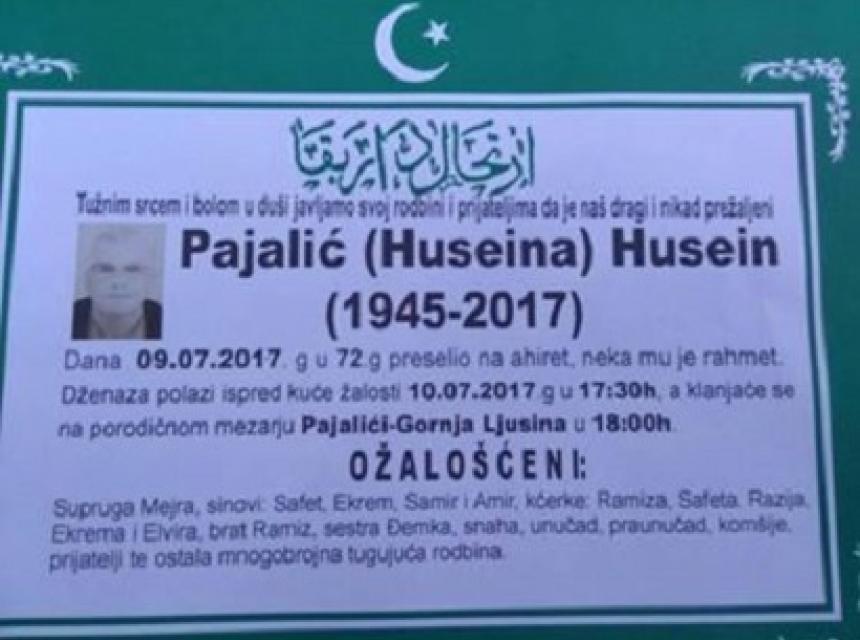 ارتحال دار بقا
Tužnim srcem i bolom u duši javljamo svoj rodbini i prijateljima da je naš dragi i nikad prežaljeni
Pajalić (Huseina) Husein
(1945-2017)
Dana 09.07.2017. g u 72.g preselio na ahiret, neka mu je rahmet.
Dženaza polazi ispred kuće žalosti 10.07.2017.g u 17:30h, a klanjaće se
na porodičnom mezarju Pajalići-Gornja Ljusina u 18:00h.
OŽALOŠĆENI:
Supruga Mejra, sinovi: Safet, Ekrem, Samir i Amir, kćerke: Ramiza, Safeta, Razija,
Ekrema i Elvira, brat Ramiz, sestra Đemka, snaha, unučad, praunučad, komšije,
prijatelji te ostala mnogobrojna tugujuća rodbina.